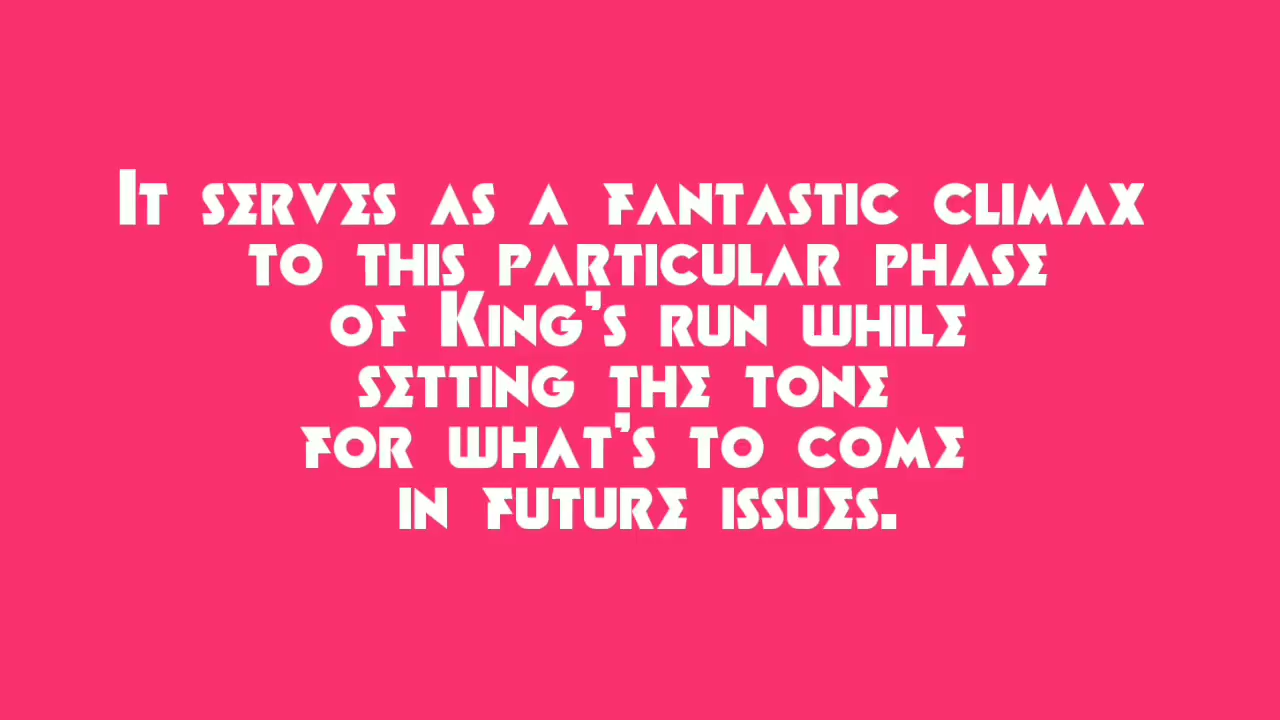 It serves as a fantastic climax
to this particular phase
of King's run while
setting the tone
for what's to come
in future issues.